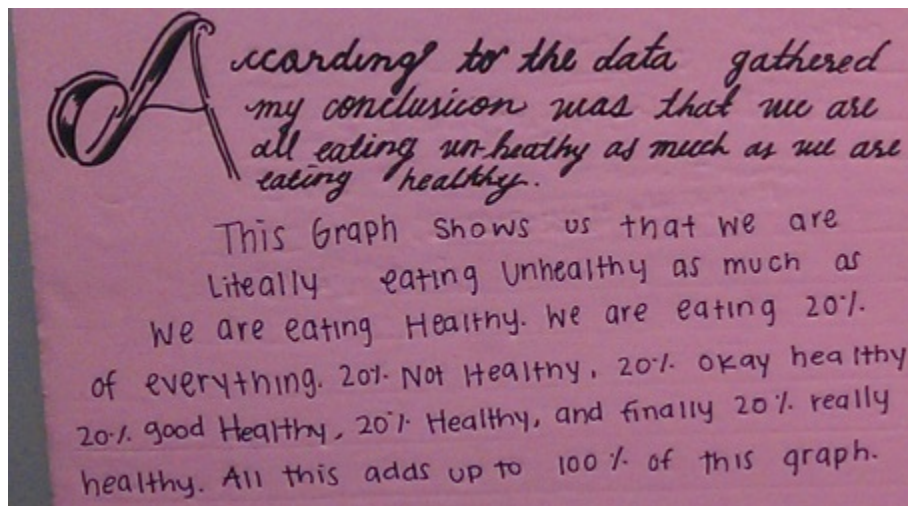 According to the data gathered
my conclusicon was that we are
all eating un-heathy as much as we are
eating healthy.
This Graph Shows us that we are
Liteally eating Unhealthy as much as
We are eating Healthy. We are eating 20%
of everything. 20% Not Healthy, 20% okay healthy
20% good Healthy, 20% Healthy, and finally 20% really
healthy. All this adds up to 100% of this graph.